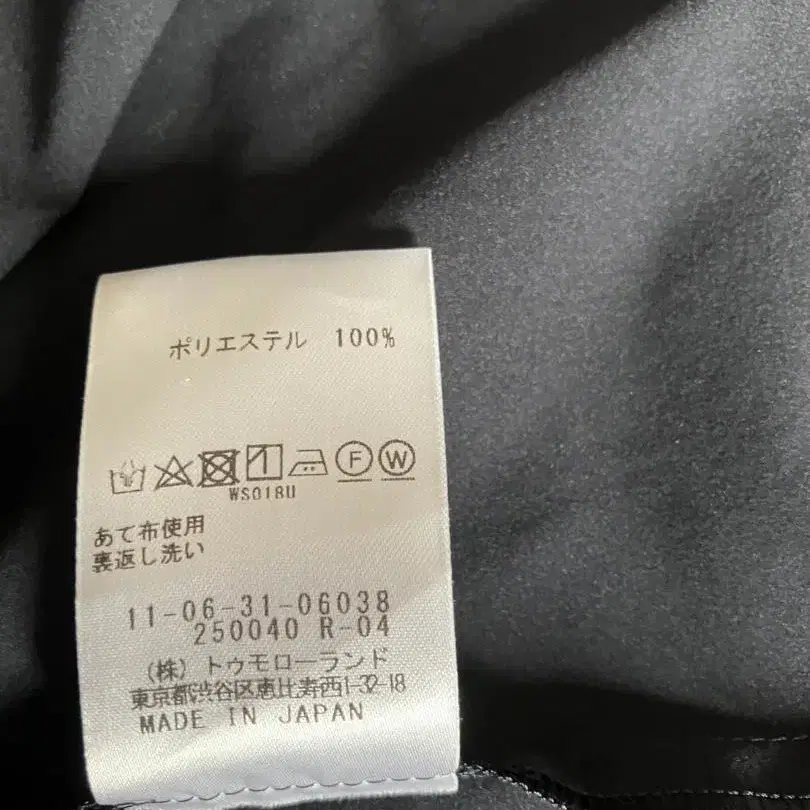 ポリエステル 100%
F W
WS018U
あて布使用
裏返し洗い
11-06-31-06038
250040 R-04
(株) トゥモローランド
東京都渋谷区恵比寿西1-32-18
MADE IN JAPAN